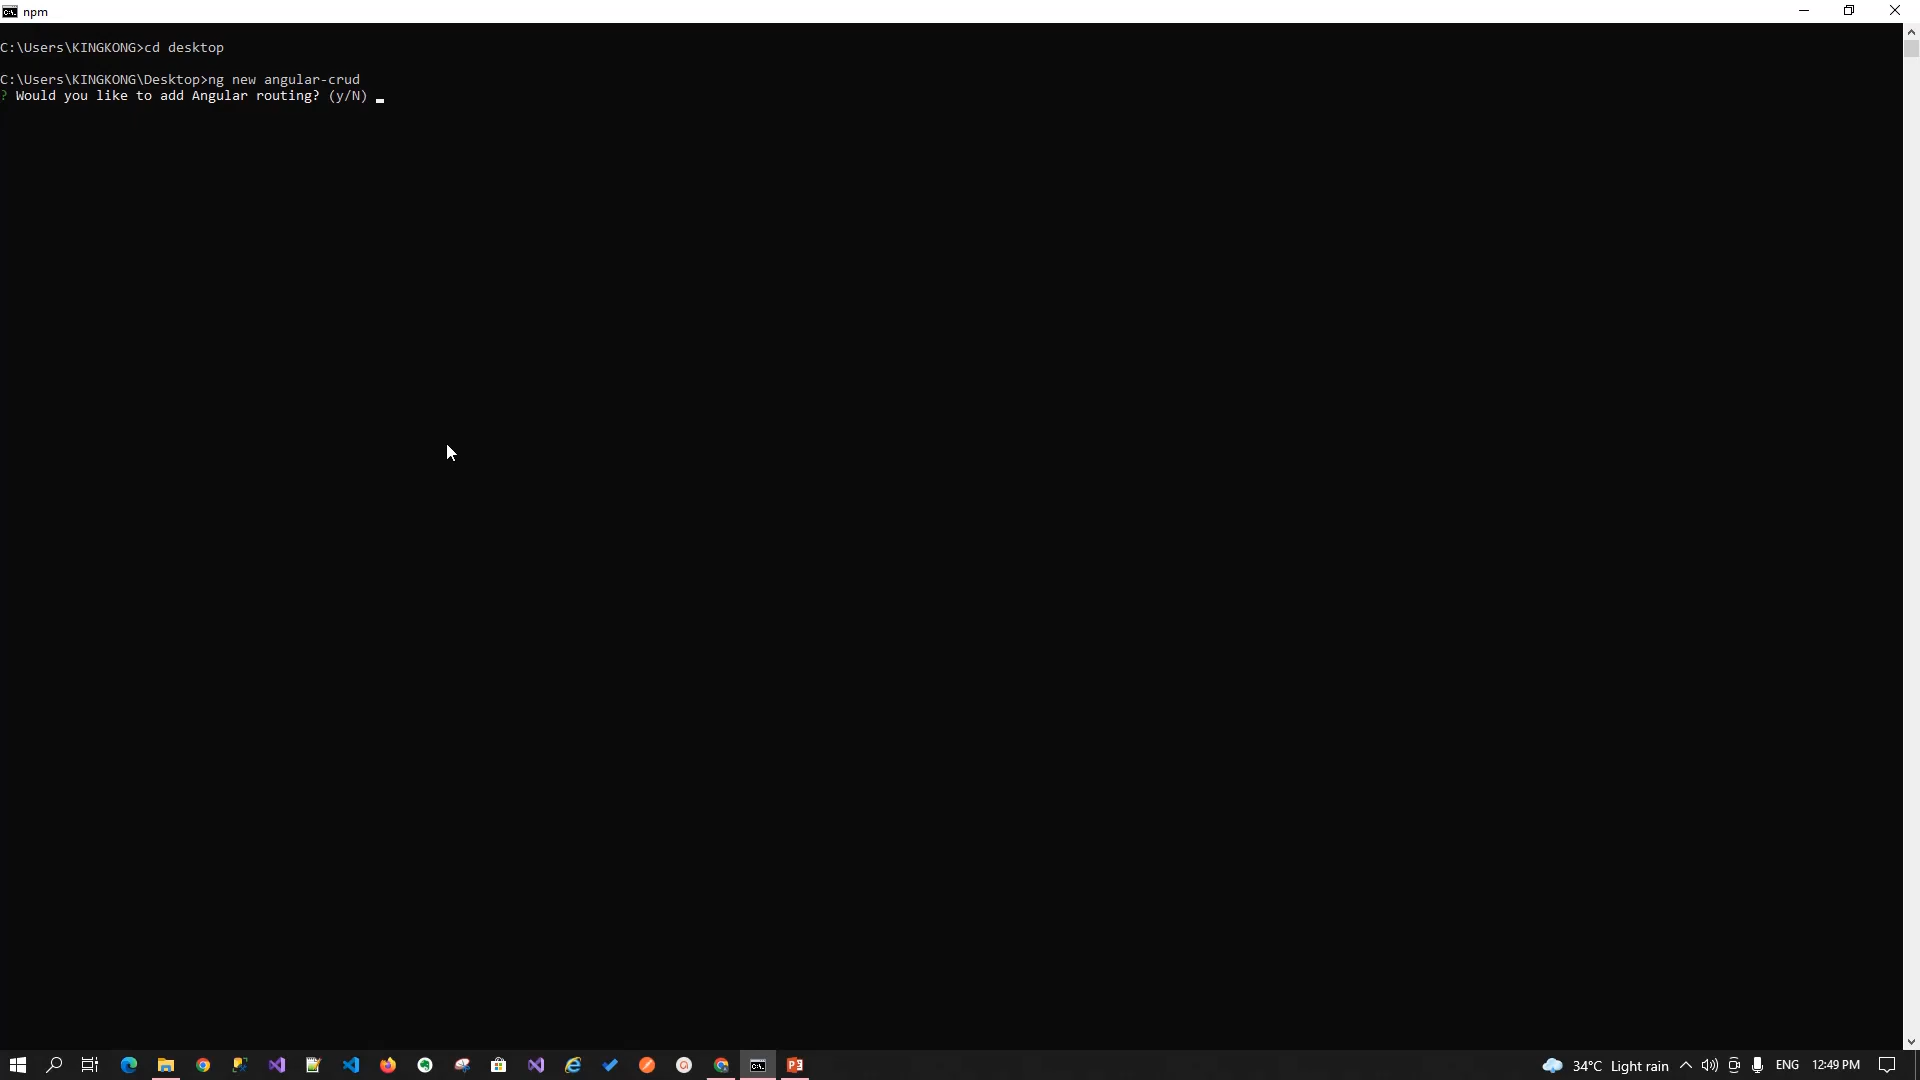 npm
C:\Users\KINGKONG>cd desktop
C:\Users\KINGKONG\Desktop>ng new angular-crud
? Would you like to add Angular routing? (y/N)
34°C Light rain ENG 12:49 PM